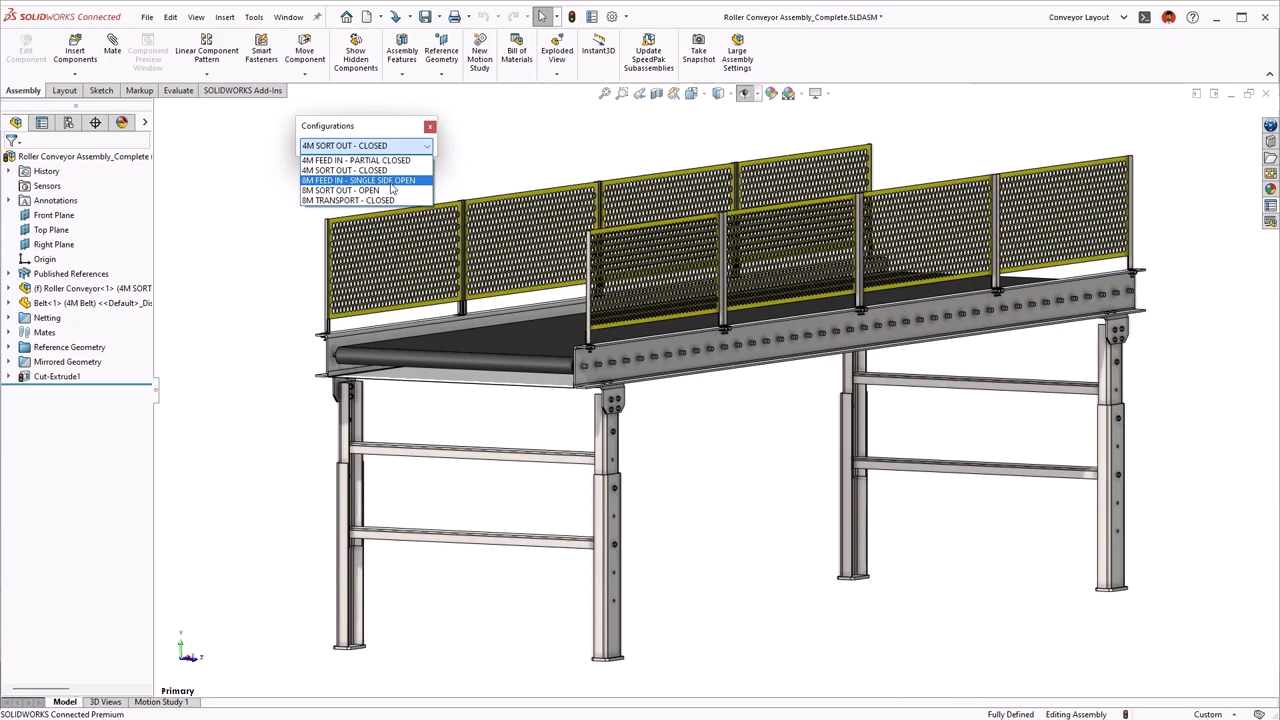 SOLIDWORKS Connected
File Edit View Insert Tools Window
Roller Conveyor Assembly_Complete.SLDASM *
Conveyor Layout
Edit Component
Insert Components
Mate
Component Preview Window
Linear Component Pattern
Smart Fasteners
Move Component
Show Hidden Components
Assembly Features
Reference Geometry
New Motion Study
Bill of Materials
Exploded View
Instant3D
Update SpeedPak Subassemblies
Take Snapshot
Large Assembly Settings
Assembly Layout Sketch Markup Evaluate SOLIDWORKS Add-Ins
Configurations
4M SORT OUT - CLOSED
4M FEED IN - PARTIAL CLOSED
4M SORT OUT - CLOSED
8M FEED IN - SINGLE SIDE OPEN
8M SORT OUT - OPEN
8M TRANSPORT - CLOSED
Roller Conveyor Assembly_Complete (
History
Sensors
Annotations
Front Plane
Top Plane
Right Plane
Origin
Published References
(f) Roller Conveyor<1> (4M SORT
Belt<1> (4M Belt) <<Default>_Dis
Netting
Mates
Reference Geometry
Mirrored Geometry
Cut-Extrude1
Y
Z
Primary
Model 3D Views Motion Study 1
SOLIDWORKS Connected Premium
Fully Defined Editing Assembly Custom